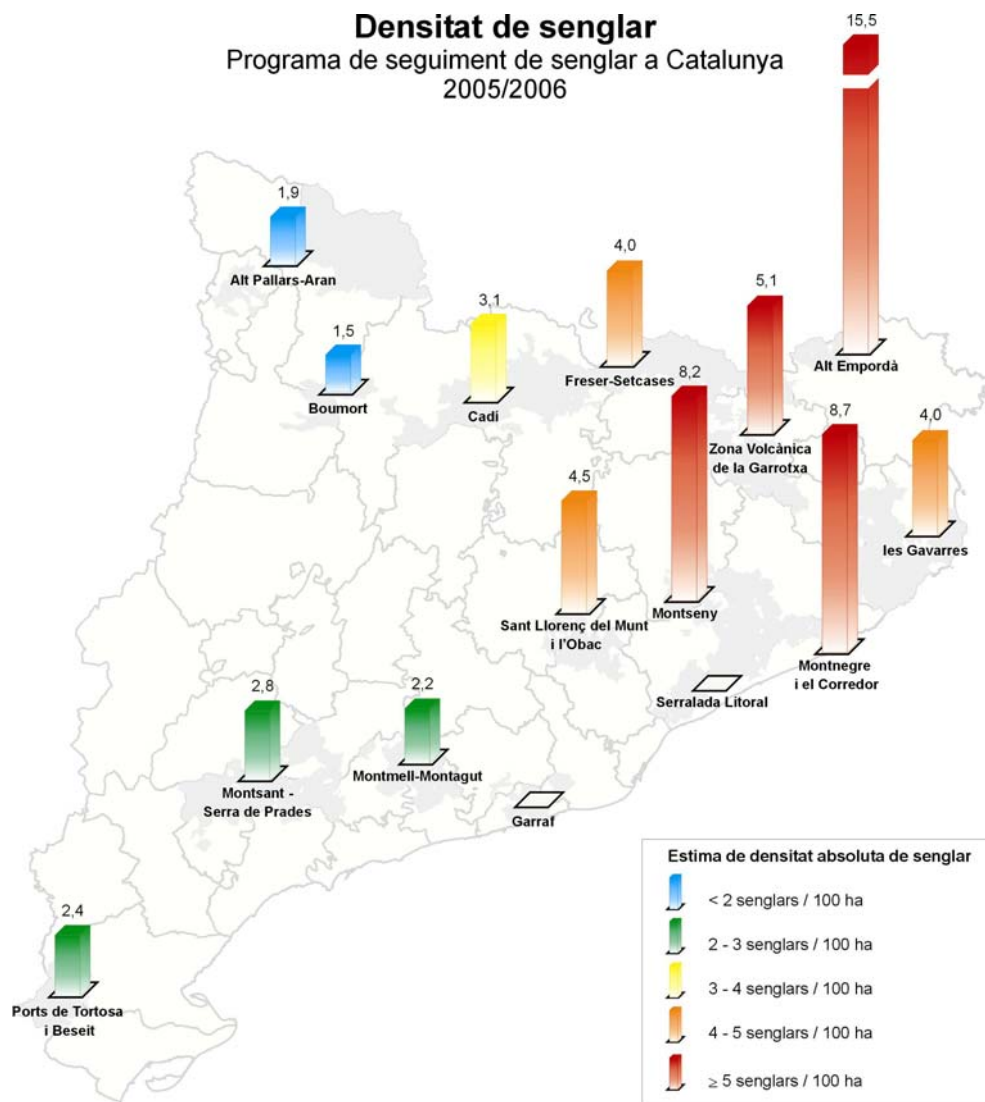 Densitat de senglar
Programa de seguiment de senglar a Catalunya
2005/2006
15,5
1,9
Alt Pallars-Aran
4,0
Freser-Setcases
5,1
Zona Volcànica
de la Garrotxa
Alt Empordà
1,5
Boumort
3,1
Cadí
8,2
Montseny
8,7
Montnegre
i el Corredor
4,0
les Gavarres
4,5
Sant Llorenç del Munt
i l'Obac
Serralada Litoral
2,8
Montsant -
Serra de Prades
2,2
Montmell-Montagut
Garraf
2,4
Ports de Tortosa
i Beseit
Estima de densitat absoluta de senglar
< 2 senglars / 100 ha
2 - 3 senglars / 100 ha
3 - 4 senglars / 100 ha
4 - 5 senglars / 100 ha
≥ 5 senglars / 100 ha